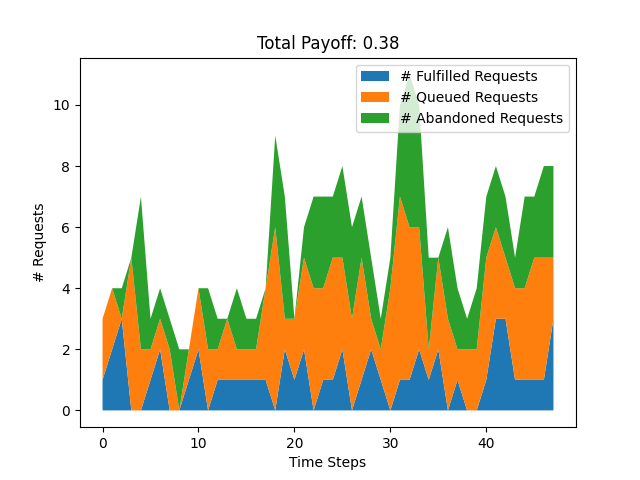 Total Payoff: 0.38
# Fulfilled Requests
# Queued Requests
# Abandoned Requests
10
8
6
4
2
0
# Requests
0 10 20 30 40
Time Steps